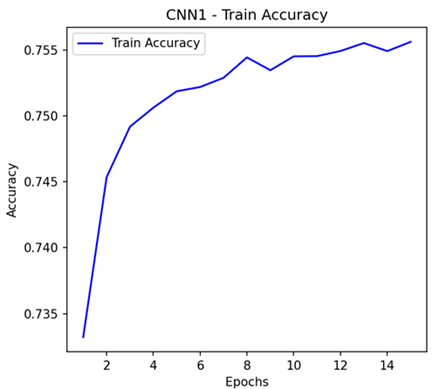 CNN1 - Train Accuracy
Train Accuracy
0.755
0.750
0.745
0.740
0.735
Accuracy
2 4 6 8 10 12 14
Epochs